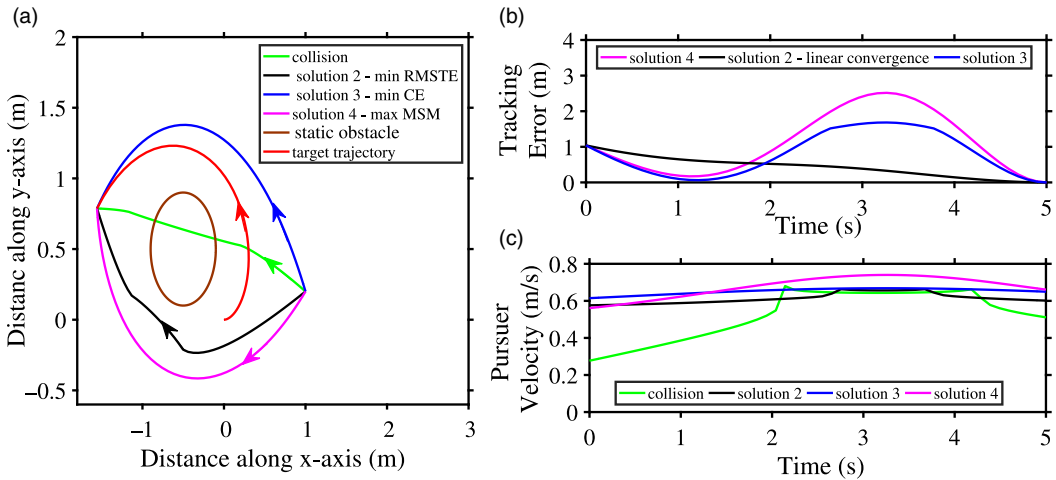 (a)
2
1.5
1
0.5
0
−0.5
−1
0
1
2
3
Distanc along y-axis (m)
Distance along x-axis (m)
collision
solution 2 - min RMSTE
solution 3 - min CE
solution 4 - max MSM
static obstacle
target trajectory
(b)
4
3
2
1
0
Tracking
Error (m)
solution 4
solution 2 - linear convergence
solution 3
0
1
2
3
4
5
Time (s)
(c)
0.8
0.6
0.4
0.2
0
Pursuer
Velocity (m/s)
collision
solution 2
solution 3
solution 4
0
1
2
3
4
5
Time (s)